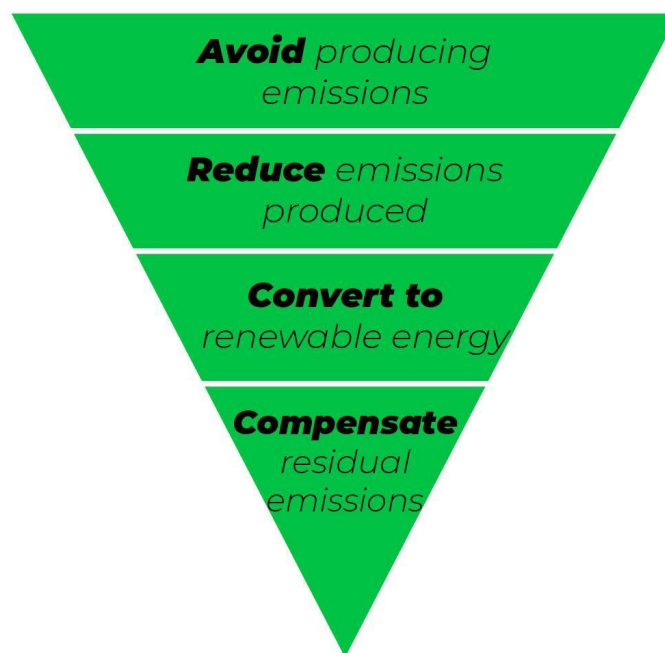 Avoid producing
emissions
Reduce emissions
produced
Convert to
renewable energy
Compensate
residual
emissions